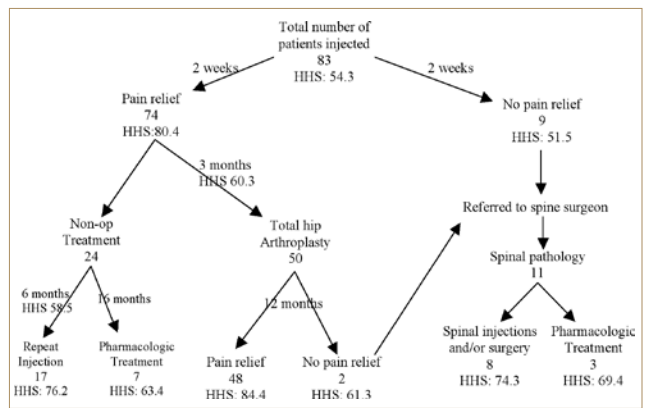 Total number of
patients injected
83
HHS: 54.3
2 weeks
2 weeks
Pain relief
74
HHS:80.4
No pain relief
9
HHS: 51.5
3 months
HHS 60.3
Referred to spine surgeon
Non-op
Treatment
24
Total hip
Arthroplasty
50
Spinal pathology
11
6 months
HHS 58.5
16 months
12 months
Repeat
Injection
17
HHS: 76.2
Pharmacologic
Treatment
7
HHS: 63.4
Pain relief
48
HHS: 84.4
No pain relief
2
HHS: 61.3
Spinal injections
and/or surgery
8
HHS: 74.3
Pharmacologic
Treatment
3
HHS: 69.4